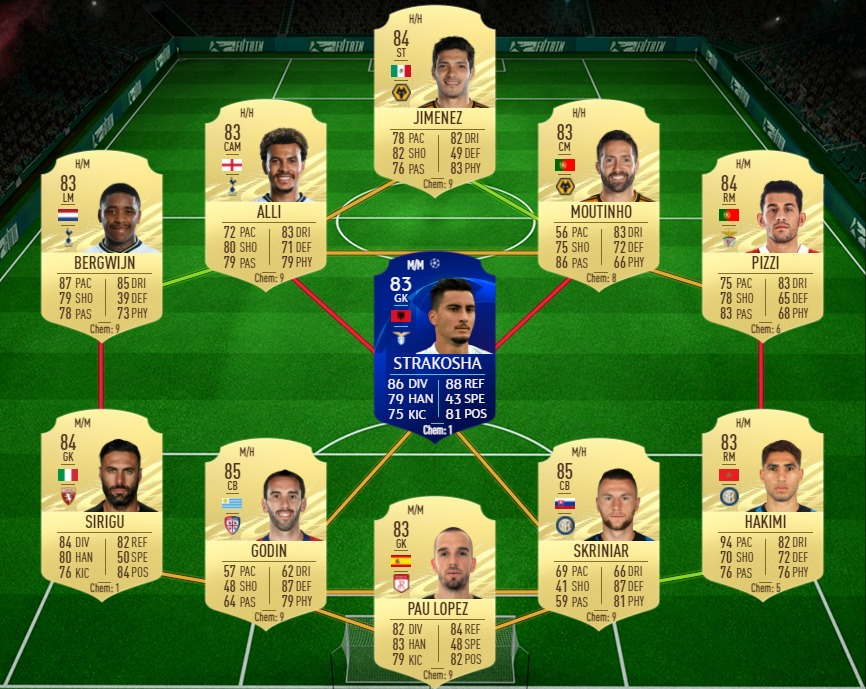 FUTBIN
FUTBIN
FUTBIN
FUTBIN
H/H
84
ST
JIMENEZ
78 PAC 82 DRI
82 SHO 49 DEF
76 PAS 83 PHY
Chem: 9
H/M
83
LM
BERGWIJN
87 PAC 85 DRI
79 SHO 39 DEF
78 PAS 73 PHY
Chem: 9
H/H
83
CAM
ALLI
72 PAC 83 DRI
80 SHO 71 DEF
79 PAS 79 PHY
Chem: 9
H/H
83
CM
MOUTINHO
56 PAC 83 DRI
75 SHO 72 DEF
86 PAS 66 PHY
Chem: 8
H/M
84
RM
PIZZI
75 PAC 83 DRI
78 SHO 65 DEF
83 PAS 68 PHY
Chem: 6
M/M
83
GK
STRAKOSHA
86 DIV 88 REF
79 HAN 43 SPE
75 KIC 81 POS
Chem: 1
M/M
84
GK
SIRIGU
84 DIV 82 REF
80 HAN 50 SPE
76 KIC 84 POS
Chem: 1
M/H
85
CB
GODIN
57 PAC 62 DRI
48 SHO 87 DEF
64 PAS 79 PHY
Chem: 9
M/M
83
GK
PAU LOPEZ
82 DIV 84 REF
83 HAN 48 SPE
79 KIC 82 POS
Chem: 9
M/H
85
CB
SKRINIAR
69 PAC 66 DRI
41 SHO 87 DEF
59 PAS 81 PHY
Chem: 9
H/M
83
RM
HAKIMI
94 PAC 82 DRI
70 SHO 72 DEF
76 PAS 76 PHY
Chem: 5